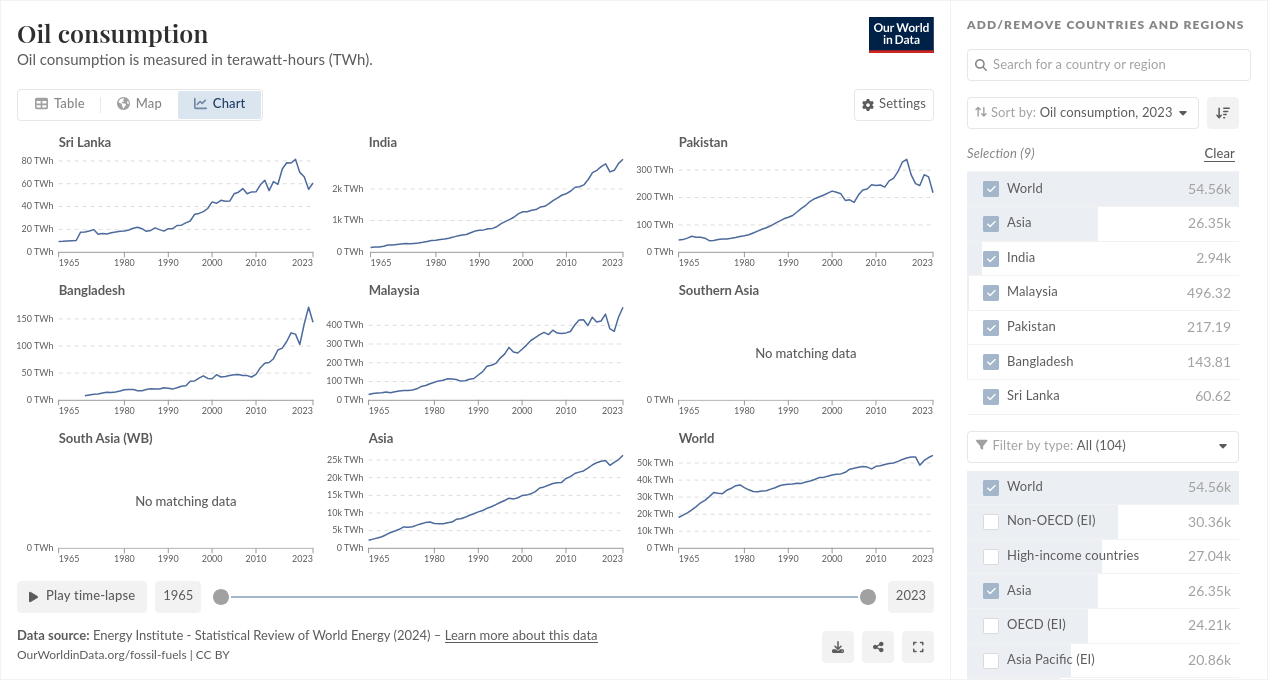 Oil consumption
Oil consumption is measured in terawatt-hours (TWh).
Our World
in Data
Table
Map
Chart
Settings
Sri Lanka
80 TWh
60 TWh
40 TWh
20 TWh
0 TWh
1965 1980 1990 2000 2010 2023
India
2k TWh
1k TWh
0 TWh
1965 1980 1990 2000 2010 2023
Pakistan
300 TWh
200 TWh
100 TWh
0 TWh
1965 1980 1990 2000 2010 2023
Bangladesh
150 TWh
100 TWh
50 TWh
0 TWh
1965 1980 1990 2000 2010 2023
Malaysia
400 TWh
300 TWh
200 TWh
100 TWh
0 TWh
1965 1980 1990 2000 2010 2023
Southern Asia
No matching data
0 TWh
1965 1980 1990 2000 2010 2023
South Asia (WB)
No matching data
0 TWh
1965 1980 1990 2000 2010 2023
Asia
25k TWh
20k TWh
15k TWh
10k TWh
5k TWh
0 TWh
1965 1980 1990 2000 2010 2023
World
50k TWh
40k TWh
30k TWh
20k TWh
10k TWh
0 TWh
1965 1980 1990 2000 2010 2023
Play time-lapse
1965
2023
Data source: Energy Institute - Statistical Review of World Energy (2024) – Learn more about this data
OurWorldinData.org/fossil-fuels | CC BY
ADD/REMOVE COUNTRIES AND REGIONS
Search for a country or region
Sort by: Oil consumption, 2023
Selection (9)
Clear
World 54.56k
Asia 26.35k
India 2.94k
Malaysia 496.32
Pakistan 217.19
Bangladesh 143.81
Sri Lanka 60.62
Filter by type: All (104)
World 54.56k
Non-OECD (EI) 30.36k
High-income countries 27.04k
Asia 26.35k
OECD (EI) 24.21k
Asia Pacific (EI) 20.86k